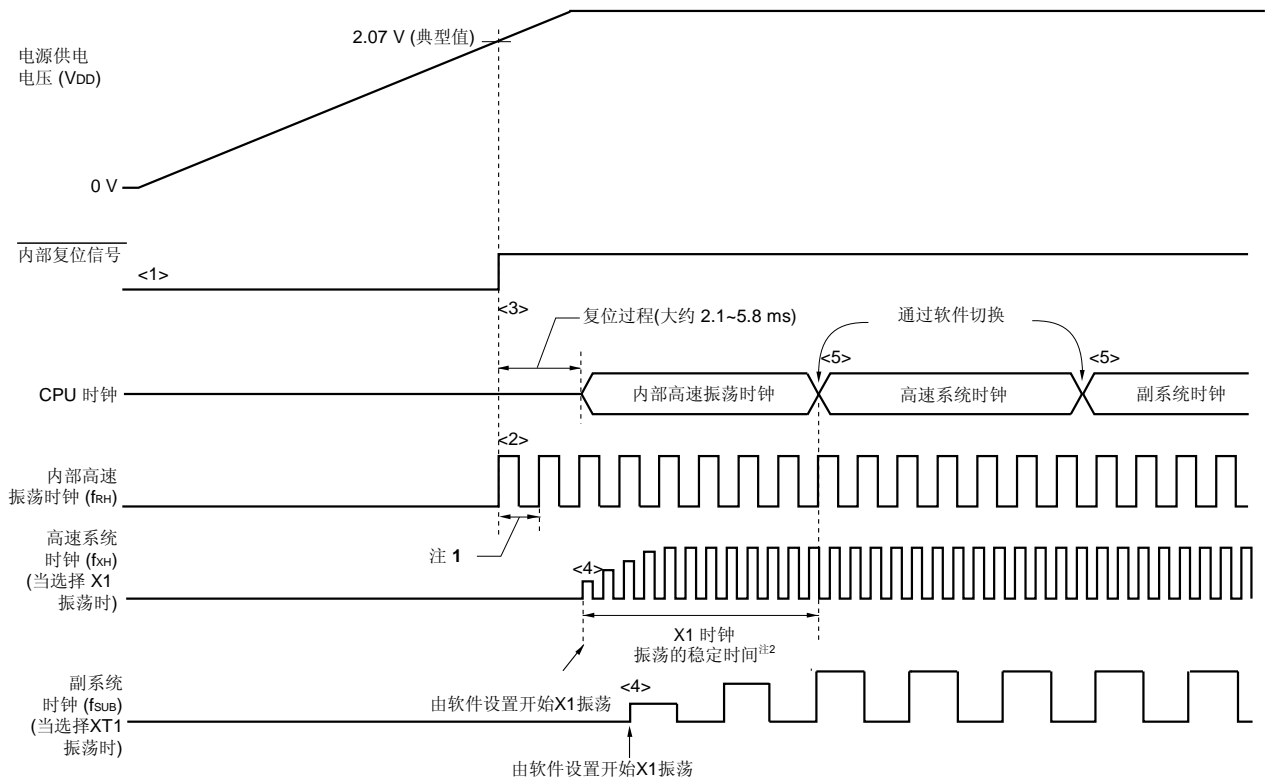 2.07 V (典型值)
电源供电
电压 (VDD)
0 V
内部复位信号
<1>
<3>
复位过程(大约 2.1~5.8 ms)
通过软件切换
<5>
<5>
CPU 时钟
内部高速振荡时钟
高速系统时钟
副系统时钟
<2>
内部高速
振荡时钟 (fRH)
注 1
高速系统
时钟 (fXH)
(当选择 X1
振荡时)
<4>
X1 时钟
振荡的稳定时间注2
由软件设置开始X1振荡
副系统
时钟 (fSUB)
(当选择XT1
振荡时)
<4>
由软件设置开始X1振荡